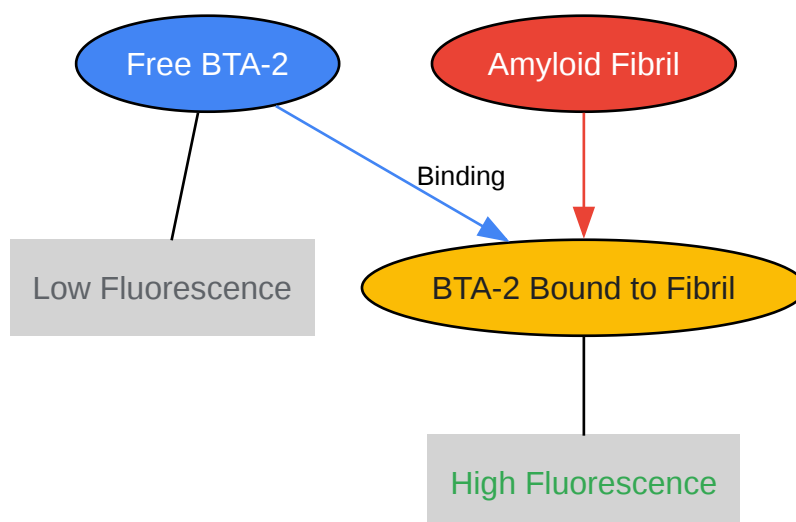 Free BTA-2
Amyloid Fibril
Binding
Low Fluorescence
BTA-2 Bound to Fibril
High Fluorescence